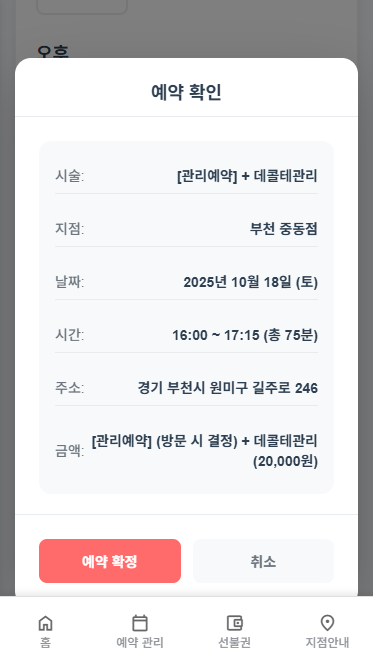 오후
예약 확인
시술: [관리예약] + 데콜테관리
지점: 부천 중동점
날짜: 2025년 10월 18일 (토)
시간: 16:00 ~ 17:15 (총 75분)
주소: 경기 부천시 원미구 길주로 246
금액: [관리예약] (방문 시 결정) + 데콜테관리
(20,000원)
예약 확정 취소
홈 예약 관리 선불권 지점안내